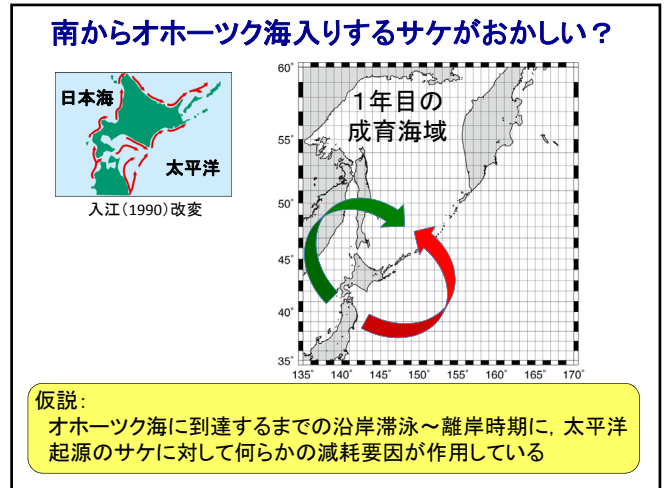 南からオホーツク海入りするサケがおかしい？
日本海
太平洋
入江(1990)改変
1年目の
成育海域
60°
55°
50°
45°
40°
35°
135° 140° 145° 150° 155° 160° 165° 170°
仮説:
オホーツク海に到達するまでの沿岸滞泳～離岸時期に, 太平洋
起源のサケに対して何らかの減耗要因が作用している